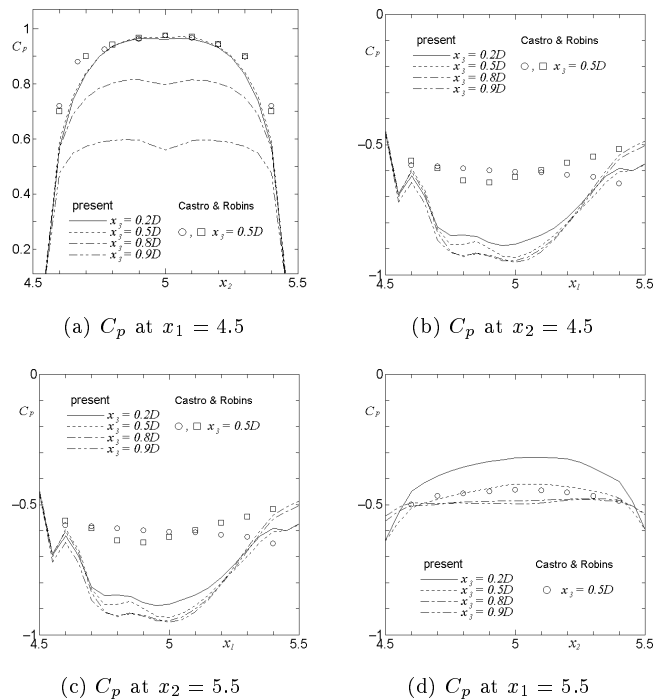 1
C_p
0.8
0.6
0.4
0.2
present
x_3 = 0.2D
x_3 = 0.5D
x_3 = 0.8D
x_3 = 0.9D
Castro & Robins
, x_3 = 0.5D
4.5 5 x_2 5.5
(a) C_p at x_1 = 4.5
0
C_p
−0.5
−1
present
x_3 = 0.2D
x_3 = 0.5D
x_3 = 0.8D
x_3 = 0.9D
Castro & Robins
, x_3 = 0.5D
4.5 5 x_1 5.5
(b) C_p at x_2 = 4.5
0
C_p
−0.5
−1
present
x_3 = 0.2D
x_3 = 0.5D
x_3 = 0.8D
x_3 = 0.9D
Castro & Robins
, x_3 = 0.5D
4.5 5 x_1 5.5
(c) C_p at x_2 = 5.5
0
C_p
−0.5
−1
present
x_3 = 0.2D
x_3 = 0.5D
x_3 = 0.8D
x_3 = 0.9D
Castro & Robins
x_3 = 0.5D
4.5 5 x_2 5.5
(d) C_p at x_1 = 5.5